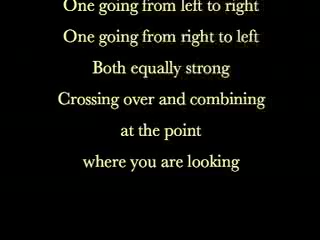 One going from left to right
One going from right to left
Both equally strong
Crossing over and combining
at the point
where you are looking